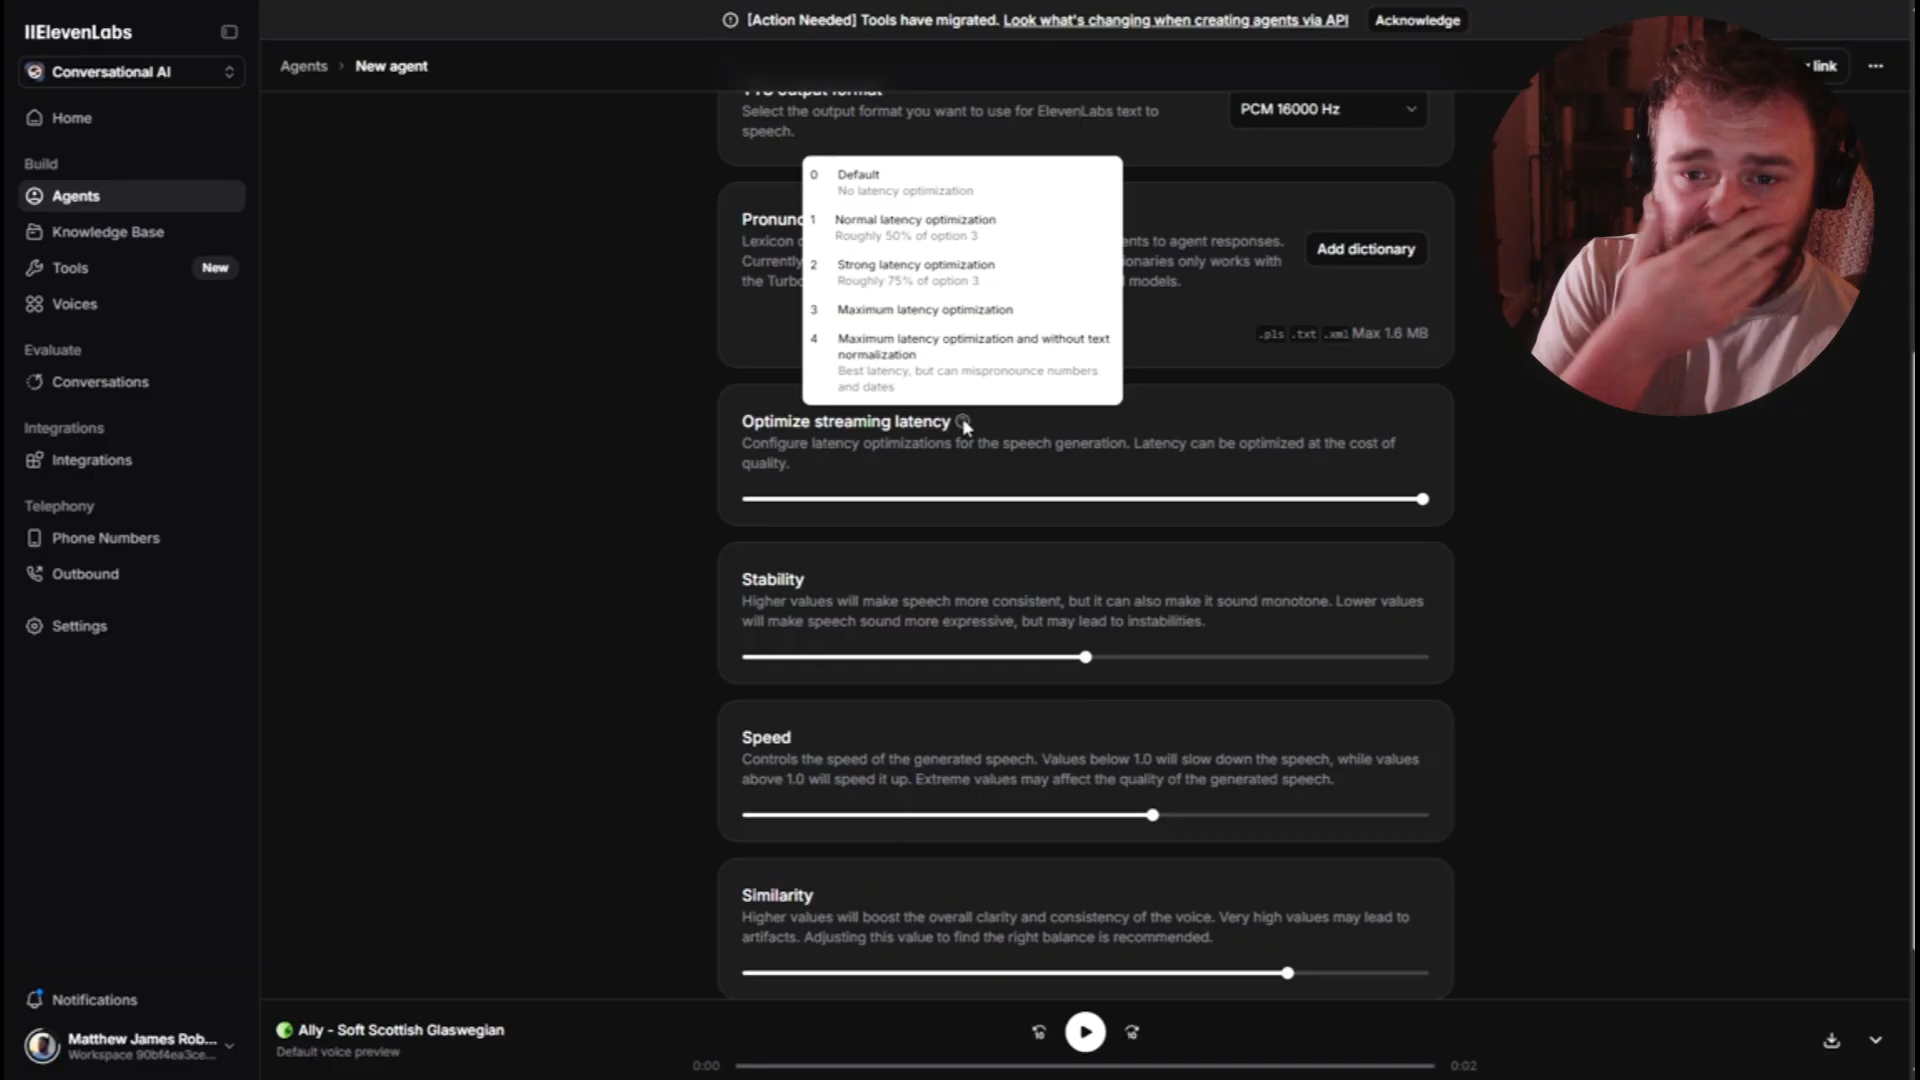 IIElevenLabs
Conversational AI
Home
Build
Agents
Knowledge Base
Tools
New
Voices
Evaluate
Conversations
Integrations
Integrations
Telephony
Phone Numbers
Outbound
Settings
Notifications
Matthew James Rob...
Workspace 90bf4ea3ce...
[Action Needed] Tools have migrated. Look what's changing when creating agents via API
Acknowledge
Agents > New agent
link
TTS output format
Select the output format you want to use for ElevenLabs text to
speech.
PCM 16000 Hz
0 Default
No latency optimization
1 Normal latency optimization
Roughly 50% of option 3
2 Strong latency optimization
Roughly 75% of option 3
3 Maximum latency optimization
4 Maximum latency optimization and without text
normalization
Best latency, but can mispronounce numbers
and dates
Pronunc
Lexicon
ents to agent responses.
Currently
ionaries only works with
the Turbo
models.
Add dictionary
.pls .txt .xml Max 1.6 MB
Optimize streaming latency
Configure latency optimizations for the speech generation. Latency can be optimized at the cost of
quality.
Stability
Higher values will make speech more consistent, but it can also make it sound monotone. Lower values
will make speech sound more expressive, but may lead to instabilities.
Speed
Controls the speed of the generated speech. Values below 1.0 will slow down the speech, while values
above 1.0 will speed it up. Extreme values may affect the quality of the generated speech.
Similarity
Higher values will boost the overall clarity and consistency of the voice. Very high values may lead to
artifacts. Adjusting this value to find the right balance is recommended.
Ally - Soft Scottish Glaswegian
Default voice preview
0:00
0:02